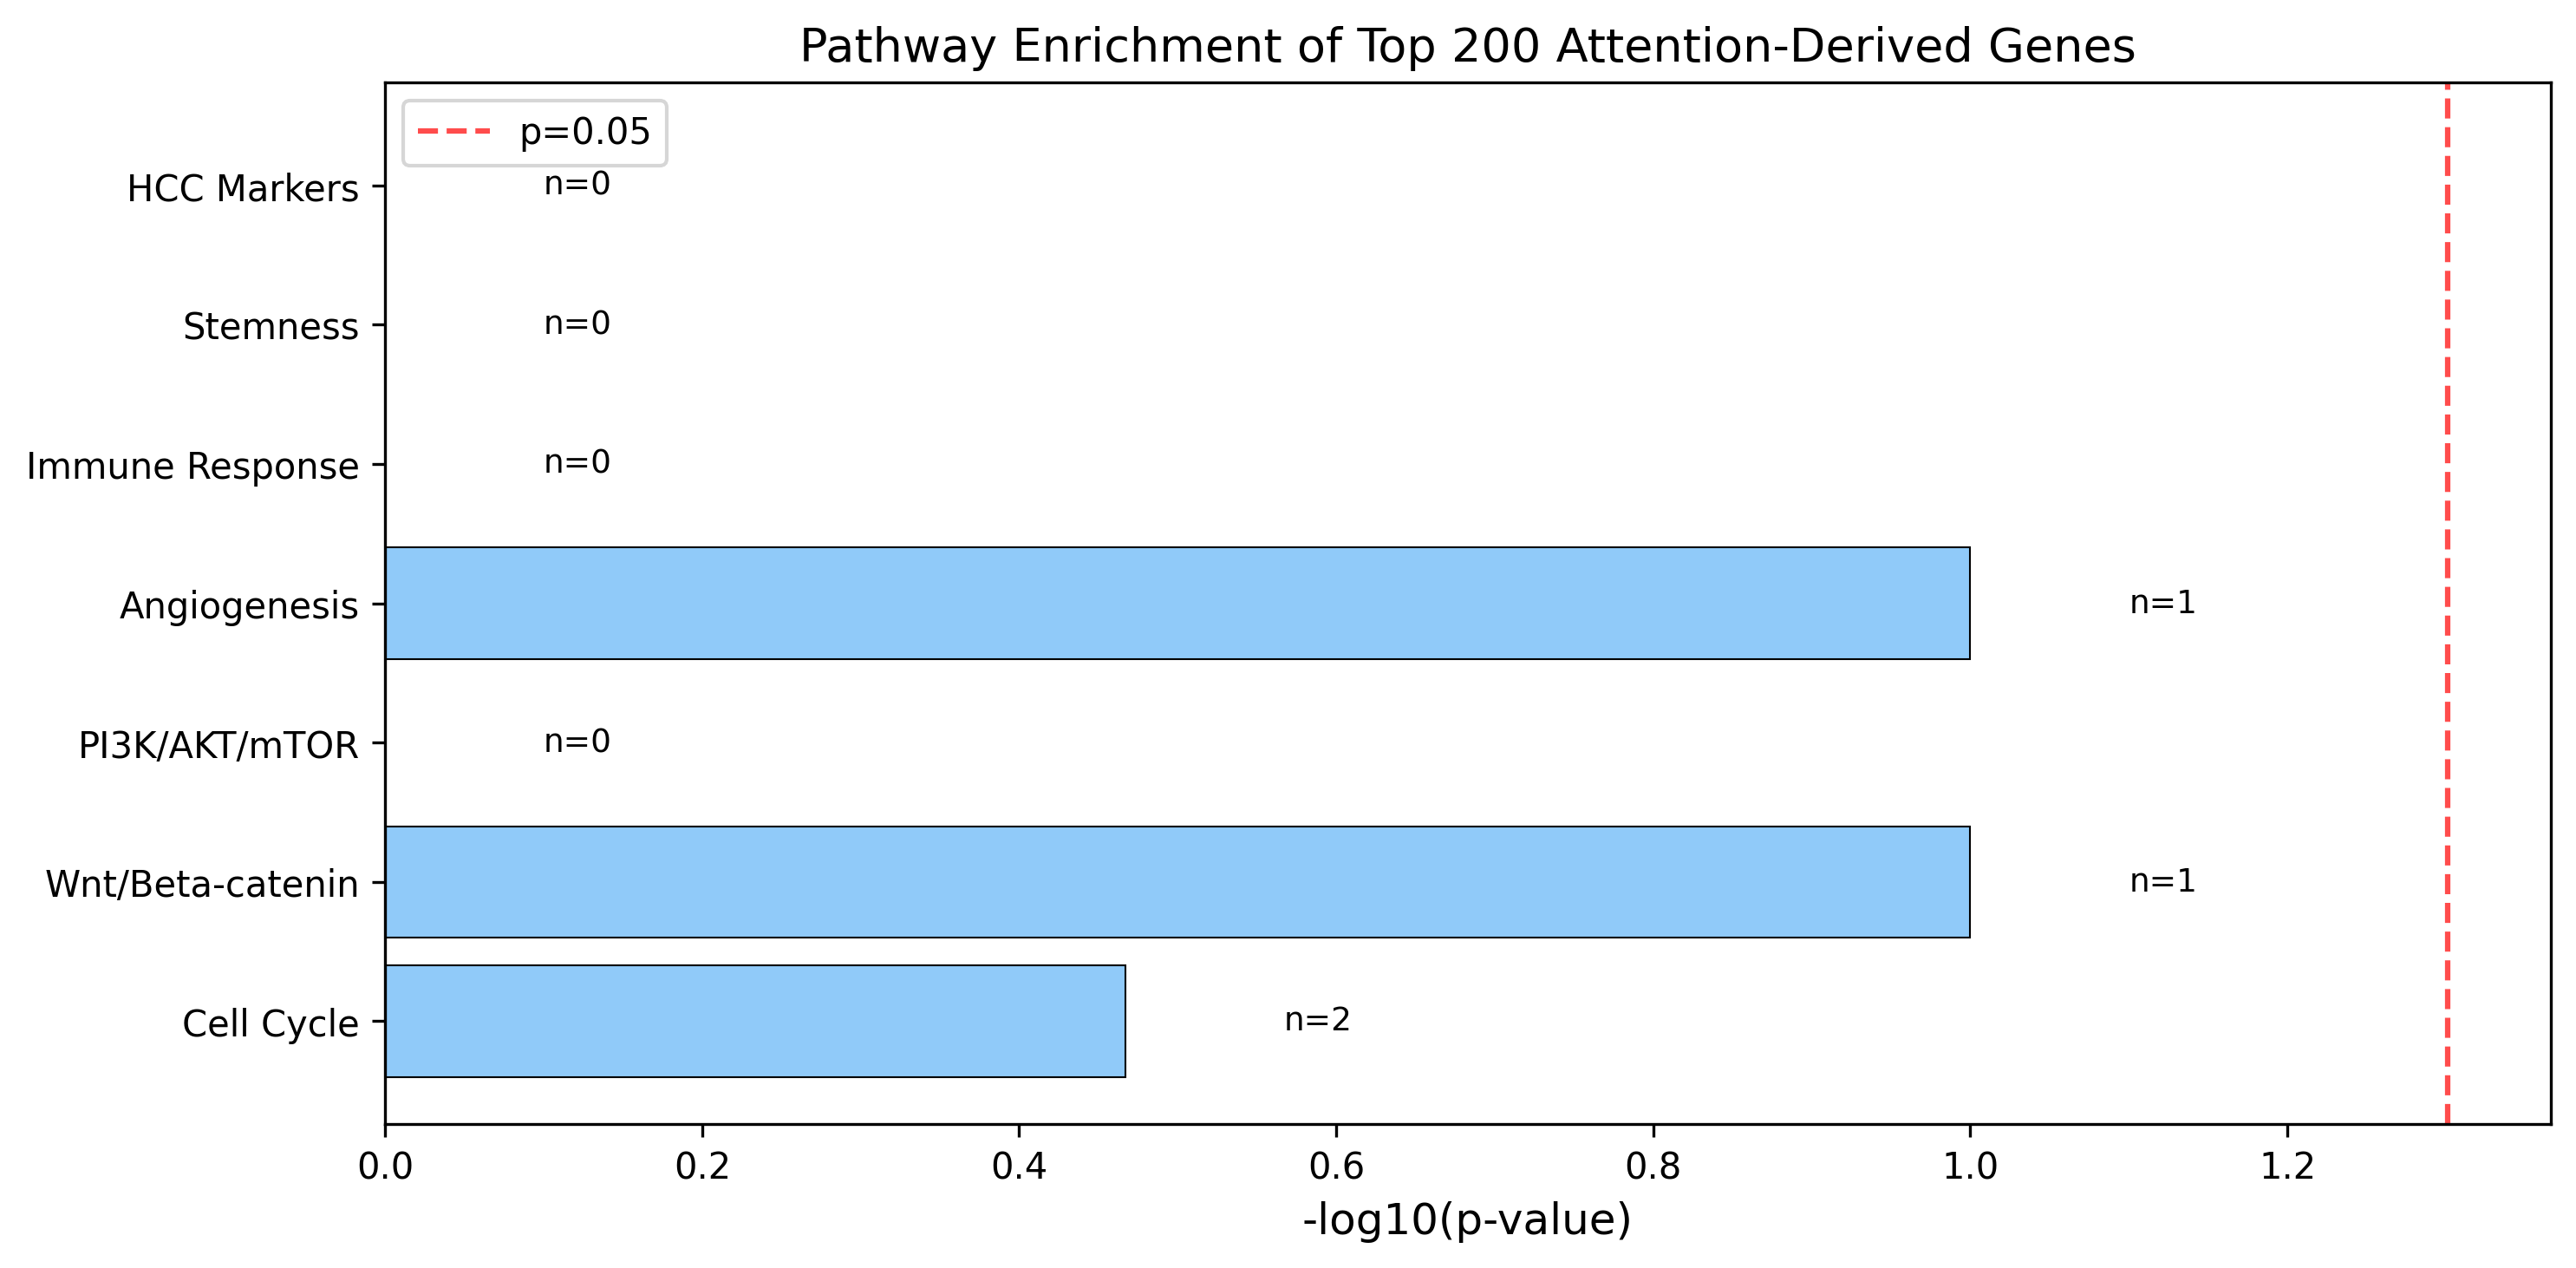 Pathway Enrichment of Top 200 Attention-Derived Genes
p=0.05
HCC Markers
n=0
Stemness
n=0
Immune Response
n=0
Angiogenesis
n=1
PI3K/AKT/mTOR
n=0
Wnt/Beta-catenin
n=1
Cell Cycle
n=2
0.0
0.2
0.4
0.6
0.8
1.0
1.2
-log10(p-value)